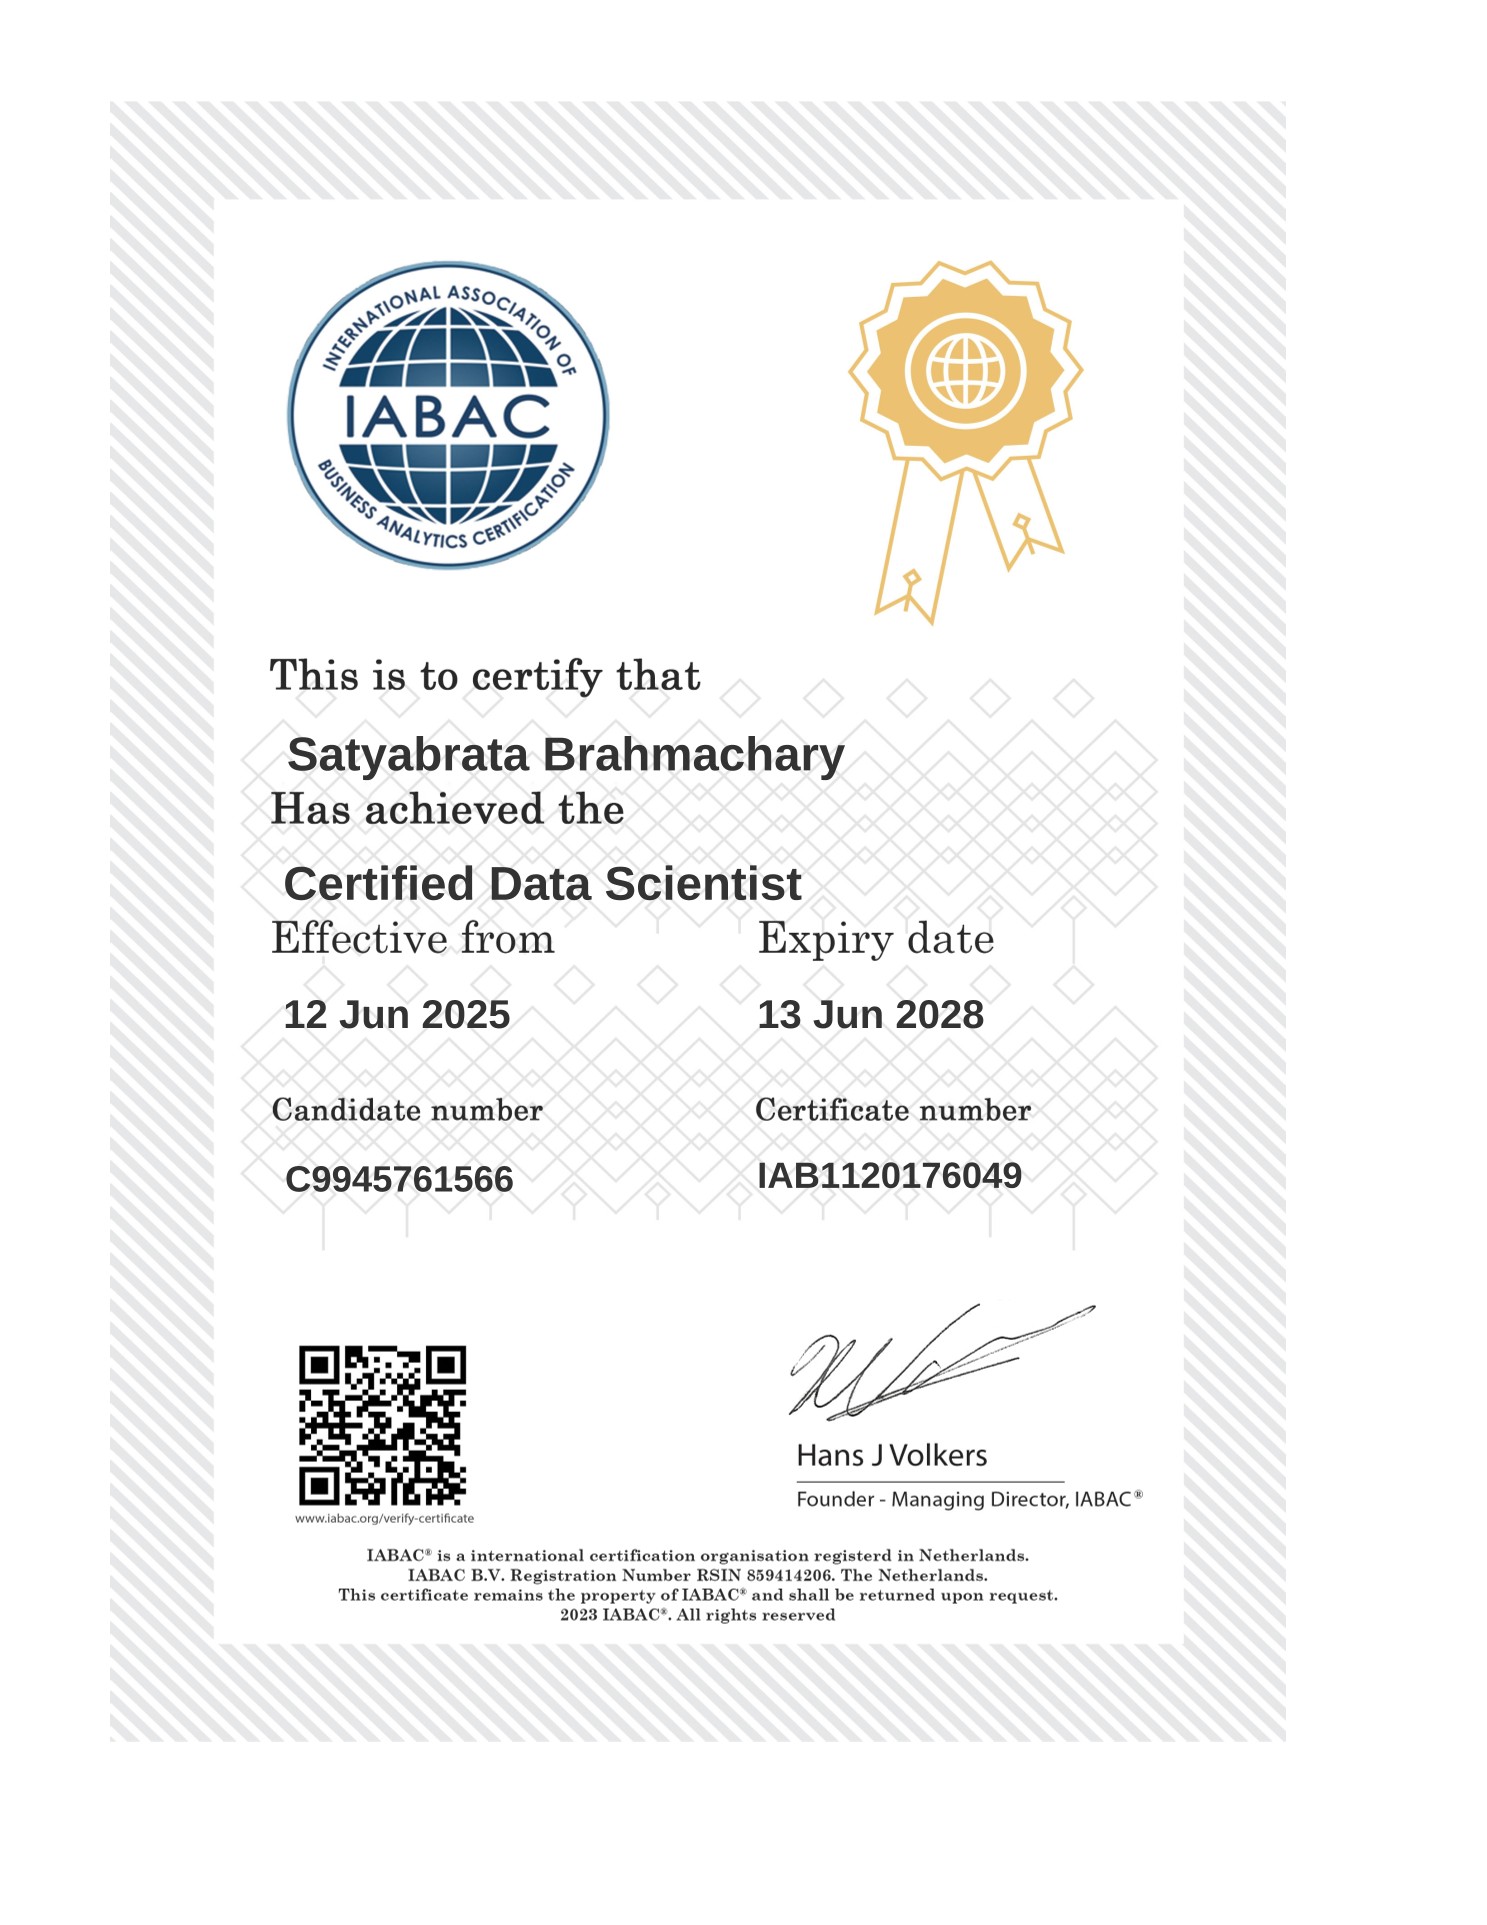 INTERNATIONAL ASSOCIATION OF
IABAC
BUSINESS ANALYTICS CERTIFICATION
This is to certify that
Satyabrata Brahmachary
Has achieved the
Certified Data Scientist
Effective from Expiry date
12 Jun 2025 13 Jun 2028
Candidate number Certificate number
C9945761566 IAB1120176049
Hans J Volkers
Founder - Managing Director, IABAC®
www.iabac.org/verify-certificate
IABAC® is a international certification organisation registerd in Netherlands.
IABAC B.V. Registration Number RSIN 859414206. The Netherlands.
This certificate remains the property of IABAC® and shall be returned upon request.
2023 IABAC®. All rights reserved